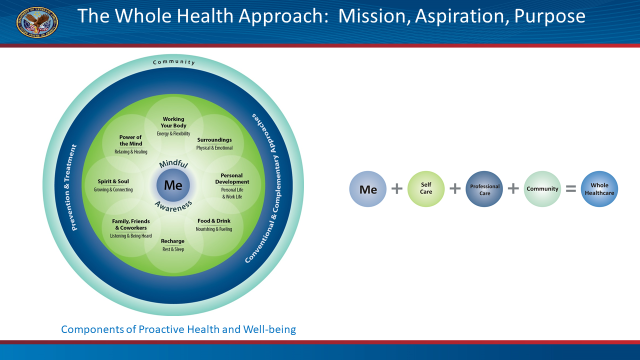 The Whole Health Approach: Mission, Aspiration, Purpose
Community
Prevention & Treatment
Conventional & Complementary Approaches
Working
Your Body
Energy & Flexibility
Surroundings
Physical & Emotional
Personal
Development
Personal Life
& Work Life
Food & Drink
Nourishing & Fueling
Recharge
Rest & Sleep
Family, Friends
& Coworkers
Listening & Being Heard
Spirit & Soul
Growing & Connecting
Power of
the Mind
Relaxing & Healing
Mindful
Me
Awareness
Me + Self Care + Professional Care + Community = Whole Healthcare
Components of Proactive Health and Well-being